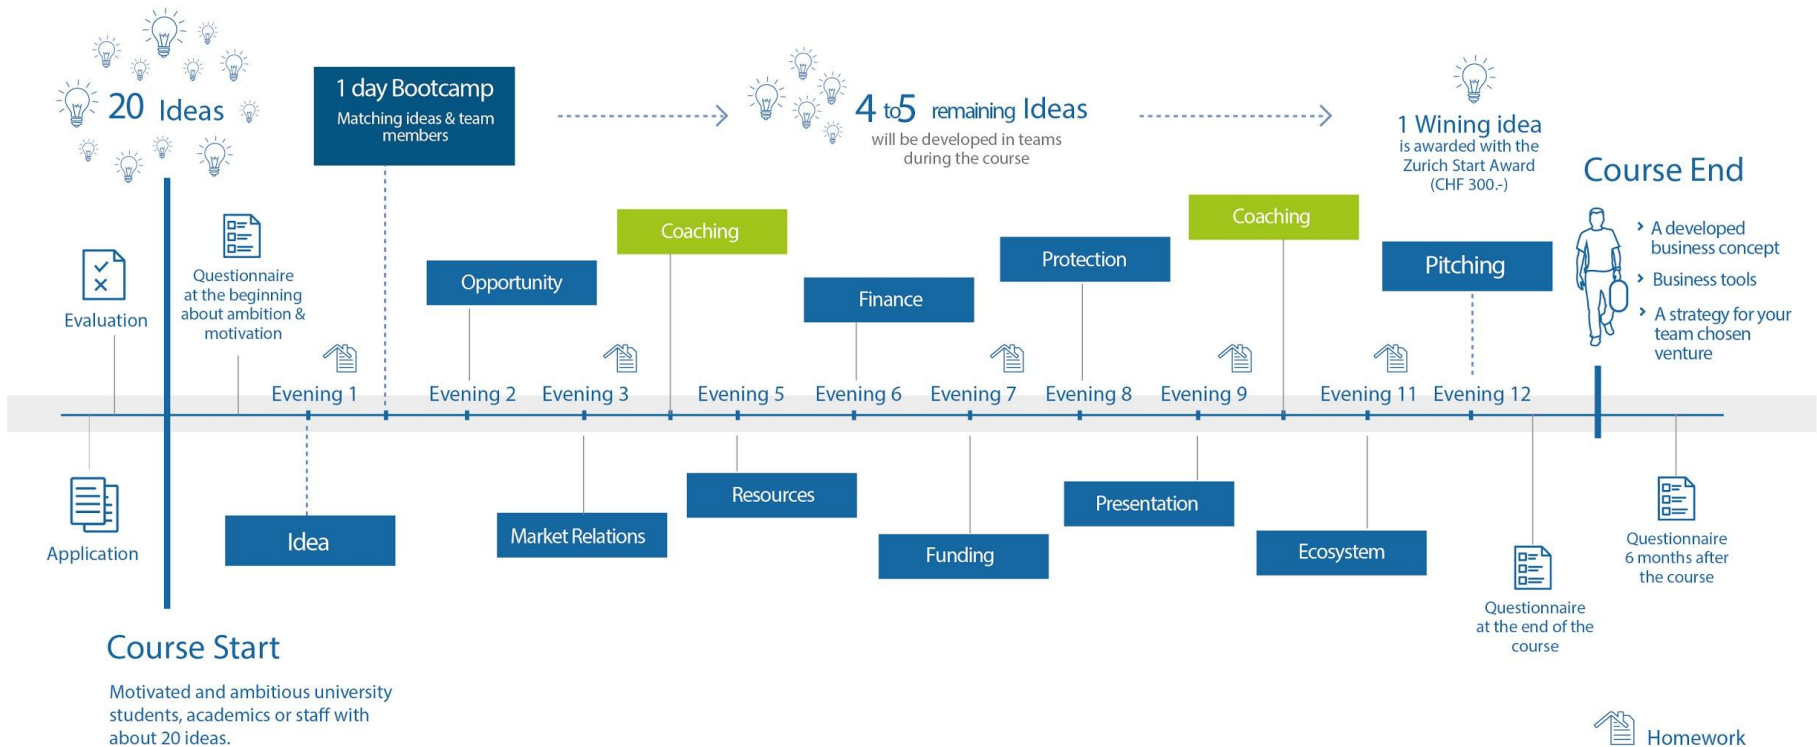 20 Ideas
1 day Bootcamp
Matching ideas & team
members
4 to5 remaining Ideas
will be developed in teams
during the course
1 Wining idea
is awarded with the
Zurich Start Award
(CHF 300.-)
Course End
A developed
business concept
Business tools
A strategy for your
team chosen
venture
Evaluation
Questionnaire
at the beginning
about ambition &
motivation
Opportunity
Coaching
Finance
Protection
Coaching
Pitching
Evening 1
Evening 2
Evening 3
Evening 5
Evening 6
Evening 7
Evening 8
Evening 9
Evening 11
Evening 12
Application
Idea
Market Relations
Resources
Funding
Presentation
Ecosystem
Questionnaire
at the end of the
course
Questionnaire
6 months after
the course
Course Start
Motivated and ambitious university
students, academics or staff with
about 20 ideas.
Homework